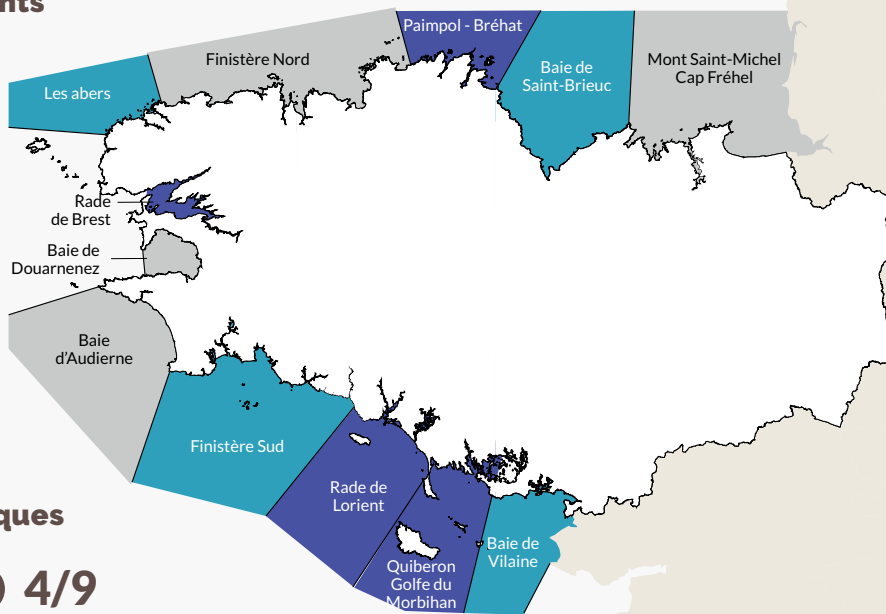 nts
Paimpol - Bréhat
Finistère Nord
Mont Saint-Michel
Cap Fréhel
Baie de
Saint-Brieuc
Les abers
Rade
de Brest
Baie de
Douarnenez
Baie
d'Audierne
Finistère Sud
Rade de
Lorient
ques
Baie de
Vilaine
Quiberon
Golfe du
Morbihan
) 4/9